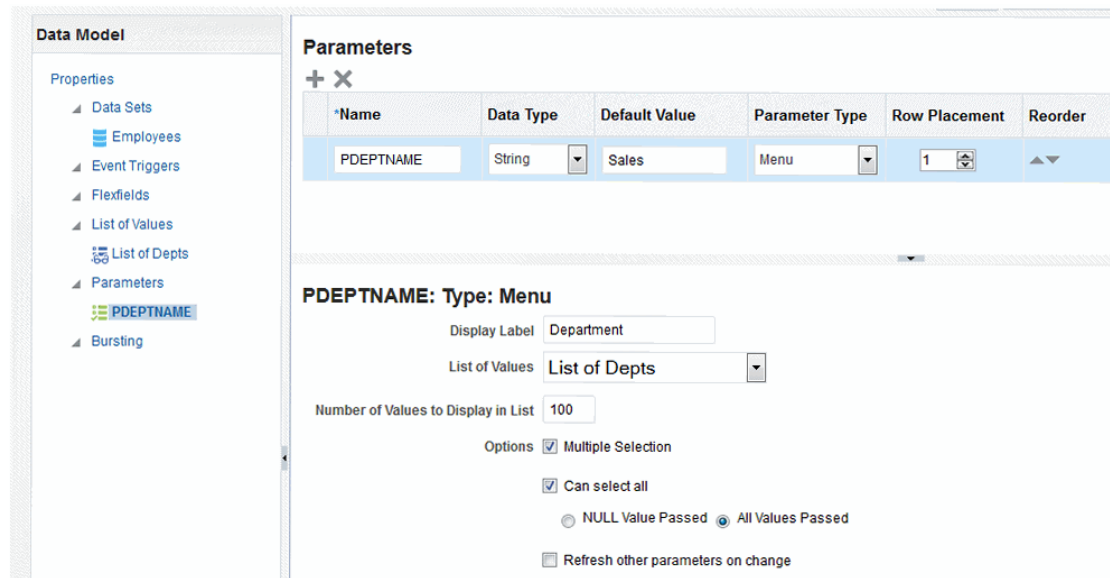 Data Model
Properties
Data Sets
Employees
Event Triggers
Flexfields
List of Values
List of Depts
Parameters
PDEPTNAME
Bursting
Parameters
*Name Data Type Default Value Parameter Type Row Placement Reorder
PDEPTNAME String Sales Menu 1
PDEPTNAME: Type: Menu
Display Label Department
List of Values List of Depts
Number of Values to Display in List 100
Options Multiple Selection
Can select all
NULL Value Passed All Values Passed
Refresh other parameters on change